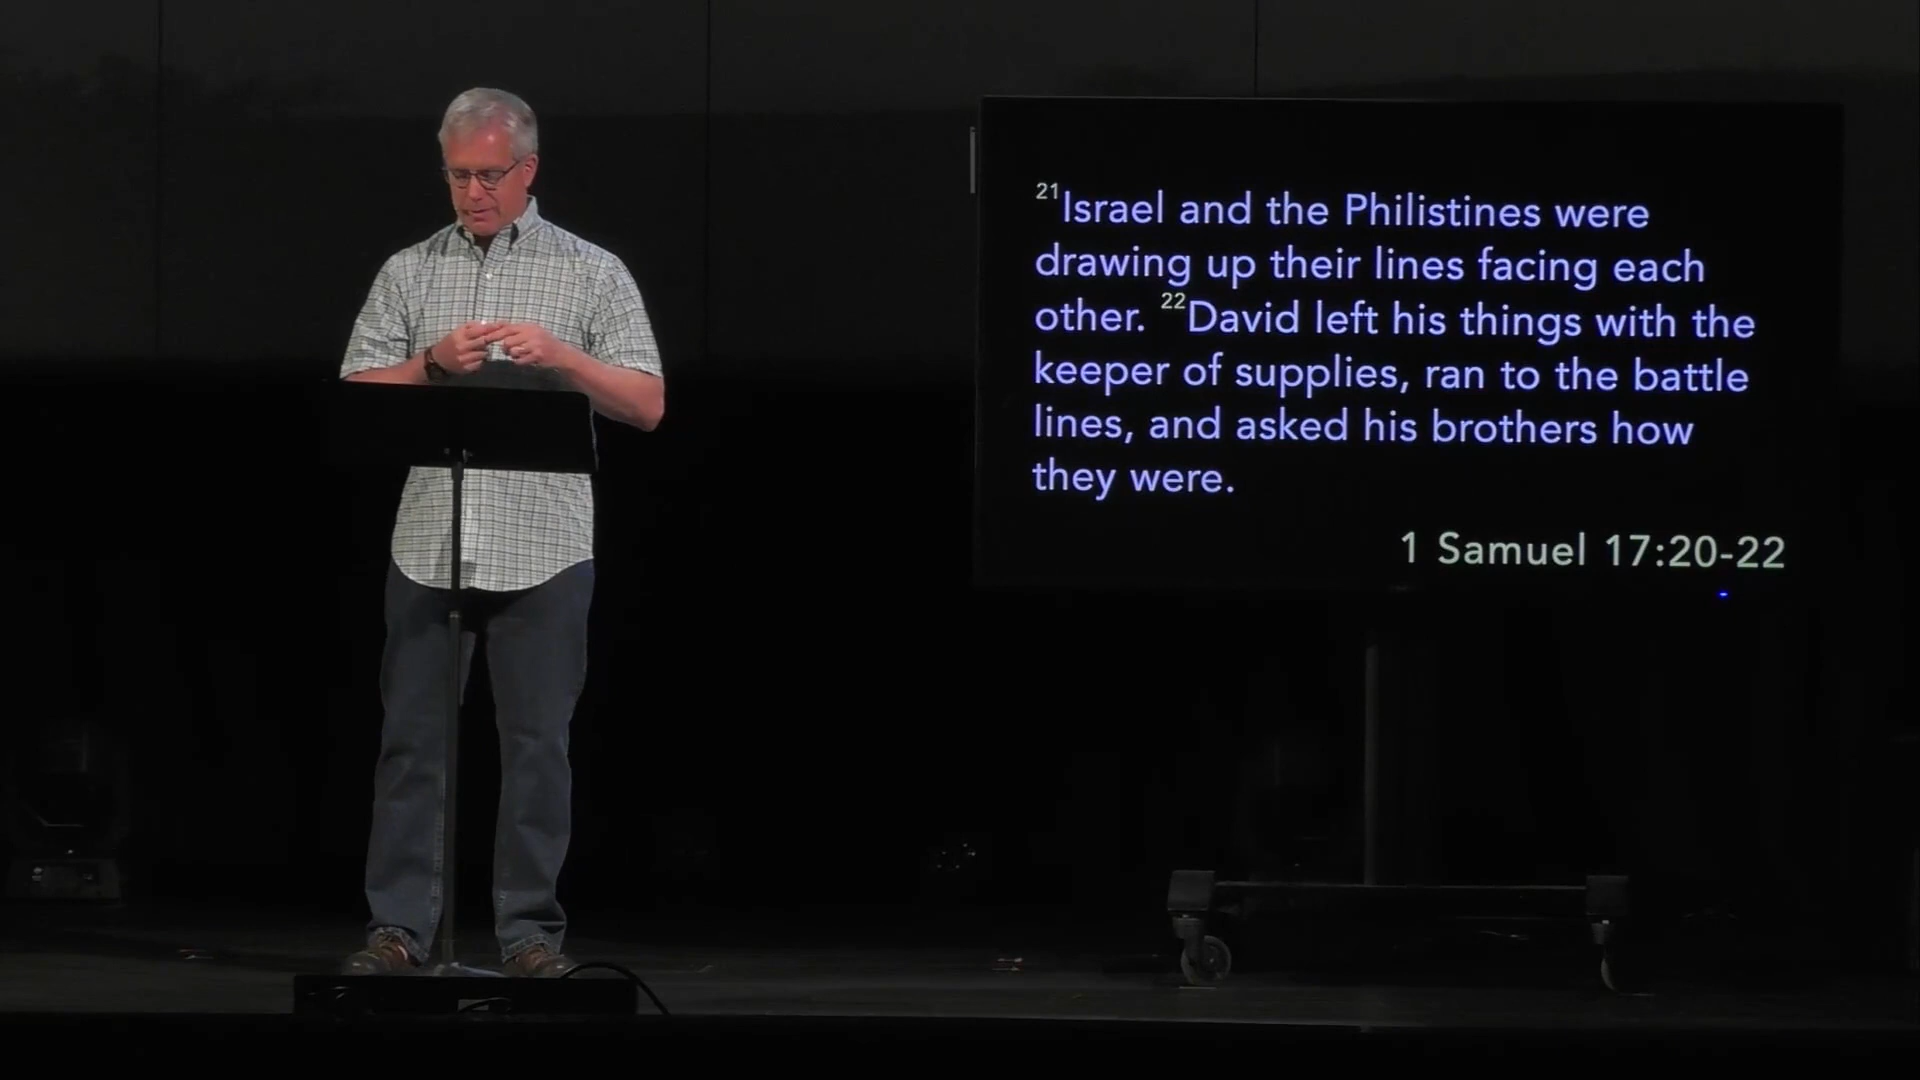 21Israel and the Philistines were
drawing up their lines facing each
other. 22David left his things with the
keeper of supplies, ran to the battle
lines, and asked his brothers how
they were.
1 Samuel 17:20-22